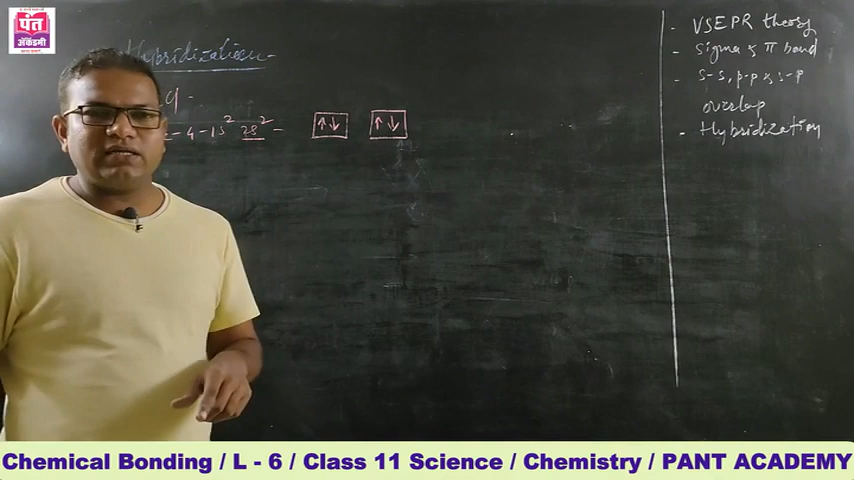 पंत
अॅकॅडमी
Hybridization -
- 4 - 1s² 2s² -
↑↓ ↑↓
- VSEPR theory
- Sigma & π bond
- s-s, p-p & s-p
overlap
- Hybridization
Chemical Bonding / L - 6 / Class 11 Science / Chemistry / PANT ACADEMY